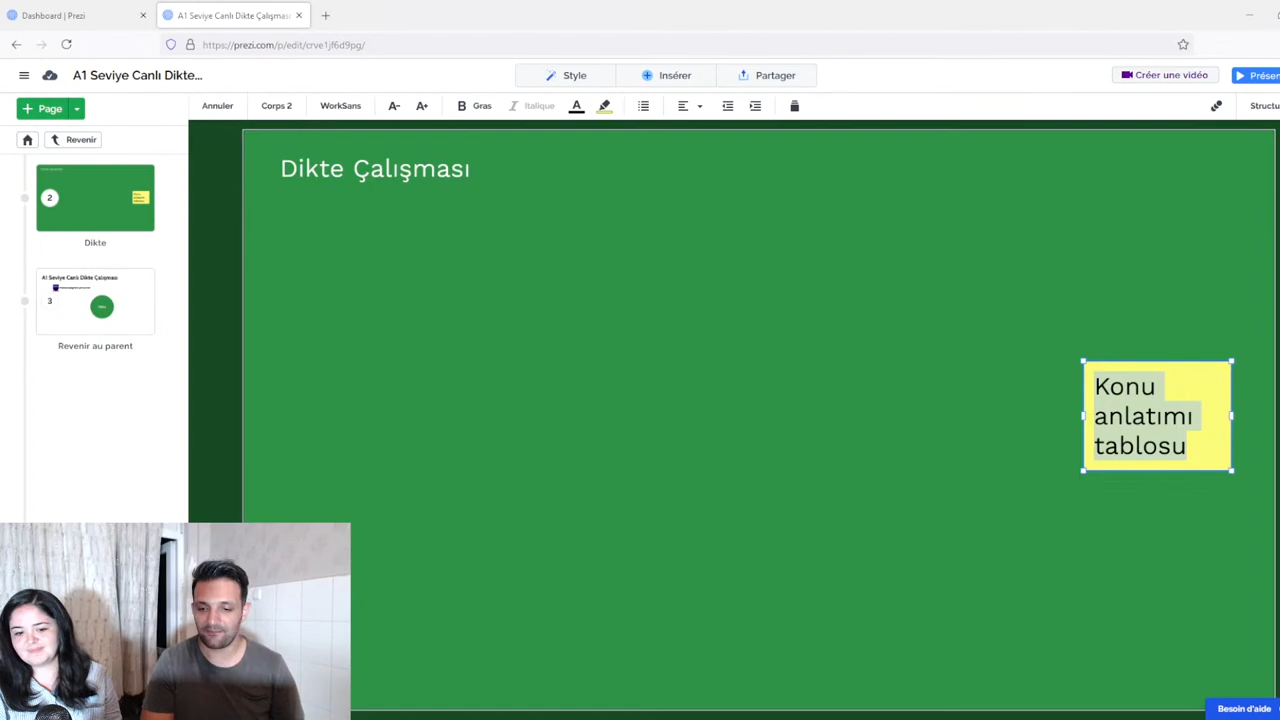 Dashboard | Prezi
A1 Seviye Canlı Dikte Çalışması
https://prezi.com/p/edit/crve1jf6d9pg/
A1 Seviye Canlı Dikte...
Style
Insérer
Partager
Créer une vidéo
Présen
Page
Annuler
Corps 2
WorkSans
A-
A+
B Gras
I Italique
A
Structu
Revenir
2
Dikte
A1 Seviye Canlı Dikte Çalışması
3
Revenir au parent
Dikte Çalışması
Konu
anlatımı
tablosu
Besoin d'aide